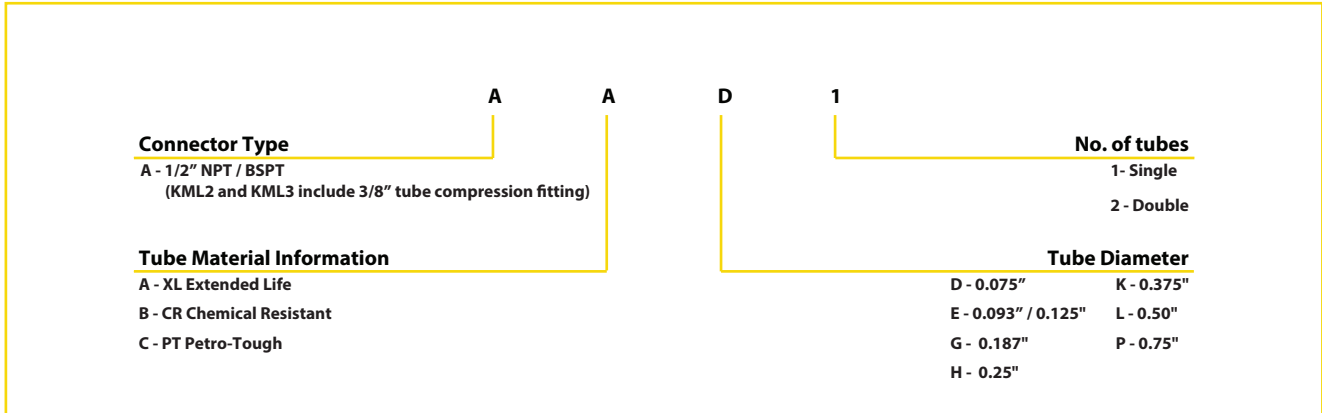 A A D 1
Connector Type
A - 1/2” NPT / BSPT
(KML2 and KML3 include 3/8” tube compression fitting)
No. of tubes
1- Single
2 - Double
Tube Material Information
A - XL Extended Life
B - CR Chemical Resistant
C - PT Petro-Tough
Tube Diameter
D - 0.075” K - 0.375"
E - 0.093” / 0.125" L - 0.50"
G - 0.187" P - 0.75"
H - 0.25"